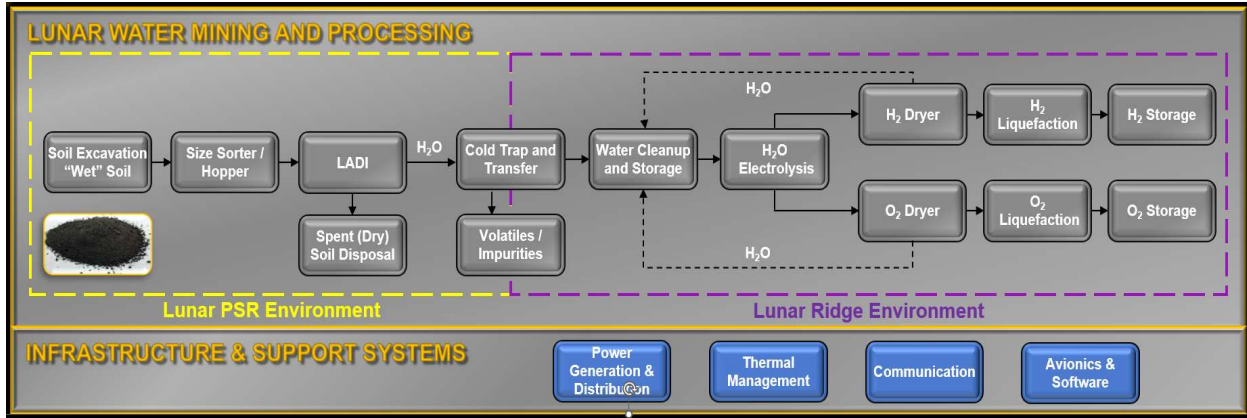 LUNAR WATER MINING AND PROCESSING
H₂O
H₂ Dryer
H₂
Liquefaction
H₂ Storage
Soil Excavation
“Wet” Soil
Size Sorter /
Hopper
LADI
H₂O
Cold Trap and
Transfer
Water Cleanup
and Storage
H₂O
Electrolysis
O₂ Dryer
O₂
Liquefaction
O₂ Storage
Spent (Dry)
Soil Disposal
Volatiles /
Impurities
H₂O
Lunar PSR Environment
Lunar Ridge Environment
INFRASTRUCTURE & SUPPORT SYSTEMS
Power
Generation &
Distribution
Thermal
Management
Communication
Avionics &
Software